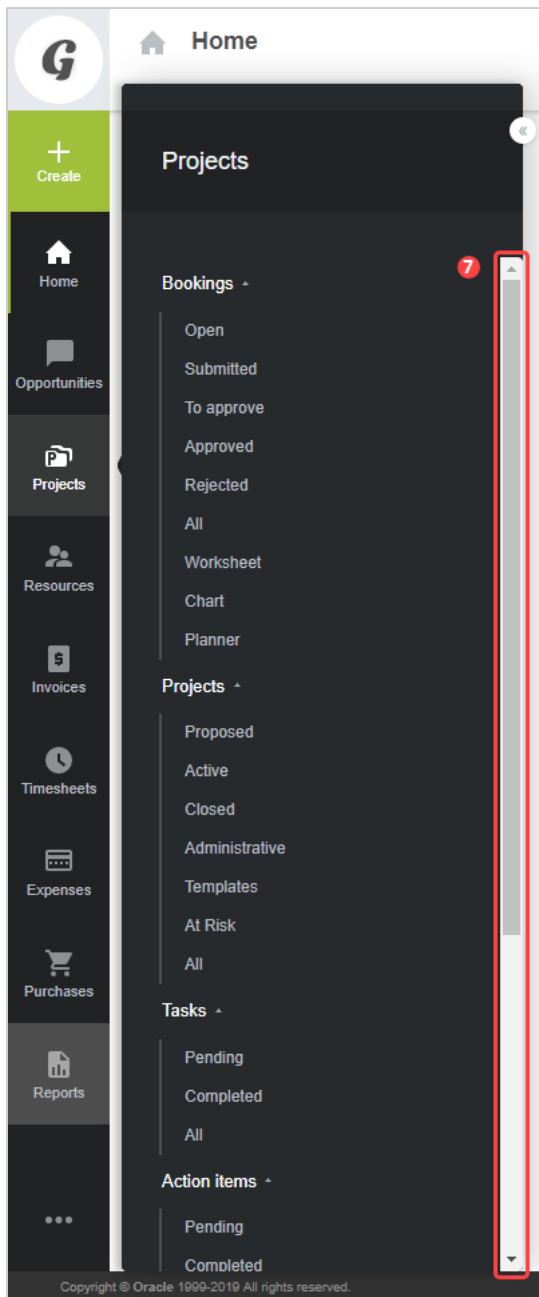 G
Home
«
Projects
Create
7
Home
Bookings
Open
Submitted
Opportunities
To approve
Approved
Projects
Rejected
All
Worksheet
Resources
Chart
Planner
$
Invoices
Projects
Proposed
Active
Timesheets
Closed
Administrative
Templates
Expenses
At Risk
All
Purchases
Tasks
Pending
Reports
Completed
All
Action items
Pending
Completed
Copyright © Oracle 1999-2019 All rights reserved.